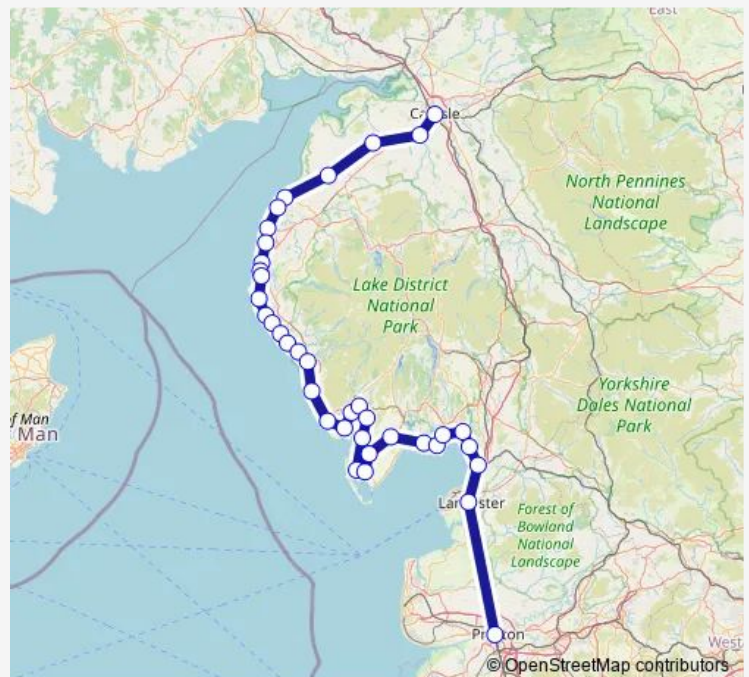 East
North Pennines
National
Landscape
Lake District
National
Park
Yorkshire
Dales National
Park
f Man
Man
Forest of
Bowland
National
Landscape
West
© OpenStreetMap contributors